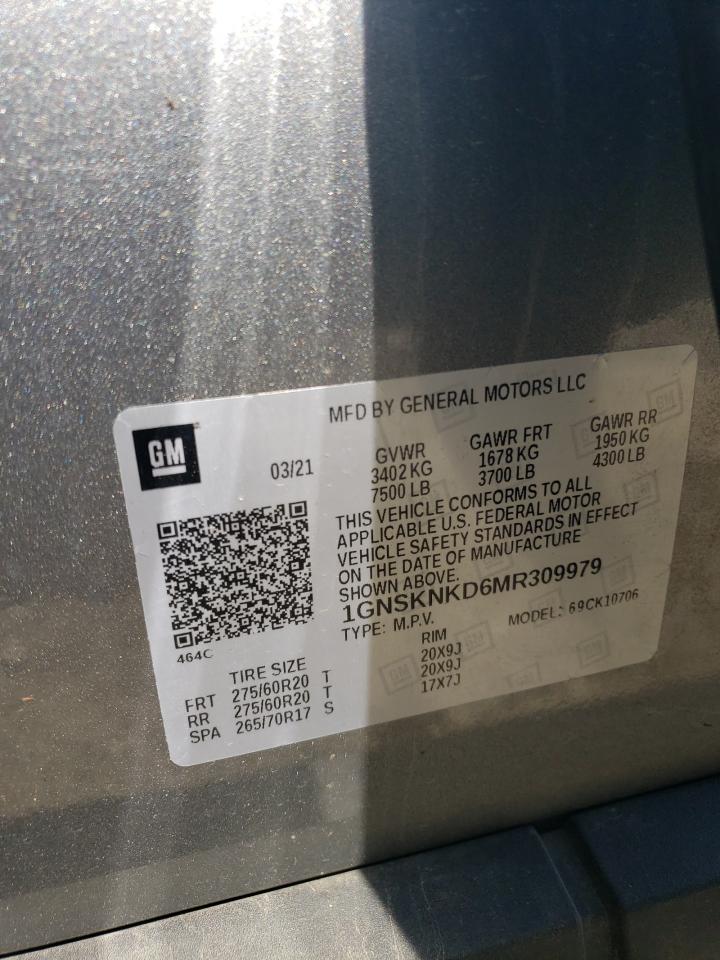 MFD BY GENERAL MOTORS LLC
GM
03/21
GVWR
3402 KG
7500 LB
GAWR FRT
1678 KG
3700 LB
GAWR RR
1950 KG
4300 LB
THIS VEHICLE CONFORMS TO ALL
APPLICABLE U.S. FEDERAL MOTOR
VEHICLE SAFETY STANDARDS IN EFFECT
ON THE DATE OF MANUFACTURE
SHOWN ABOVE.
1GNSKNKD6MR309979
TYPE: M.P.V. MODEL: 69CK10706
464C
TIRE SIZE RIM
FRT 275/60R20 T 20X9J
RR 275/60R20 T 20X9J
SPA 265/70R17 S 17X7J